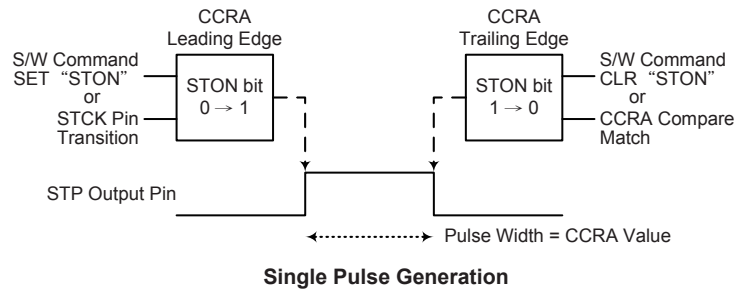 CCRA
Leading Edge
S/W Command
SET “STON”
or
STCK Pin
Transition
STON bit
0 → 1
CCRA
Trailing Edge
STON bit
1 → 0
S/W Command
CLR “STON”
or
CCRA Compare
Match
STP Output Pin
Pulse Width = CCRA Value
Single Pulse Generation